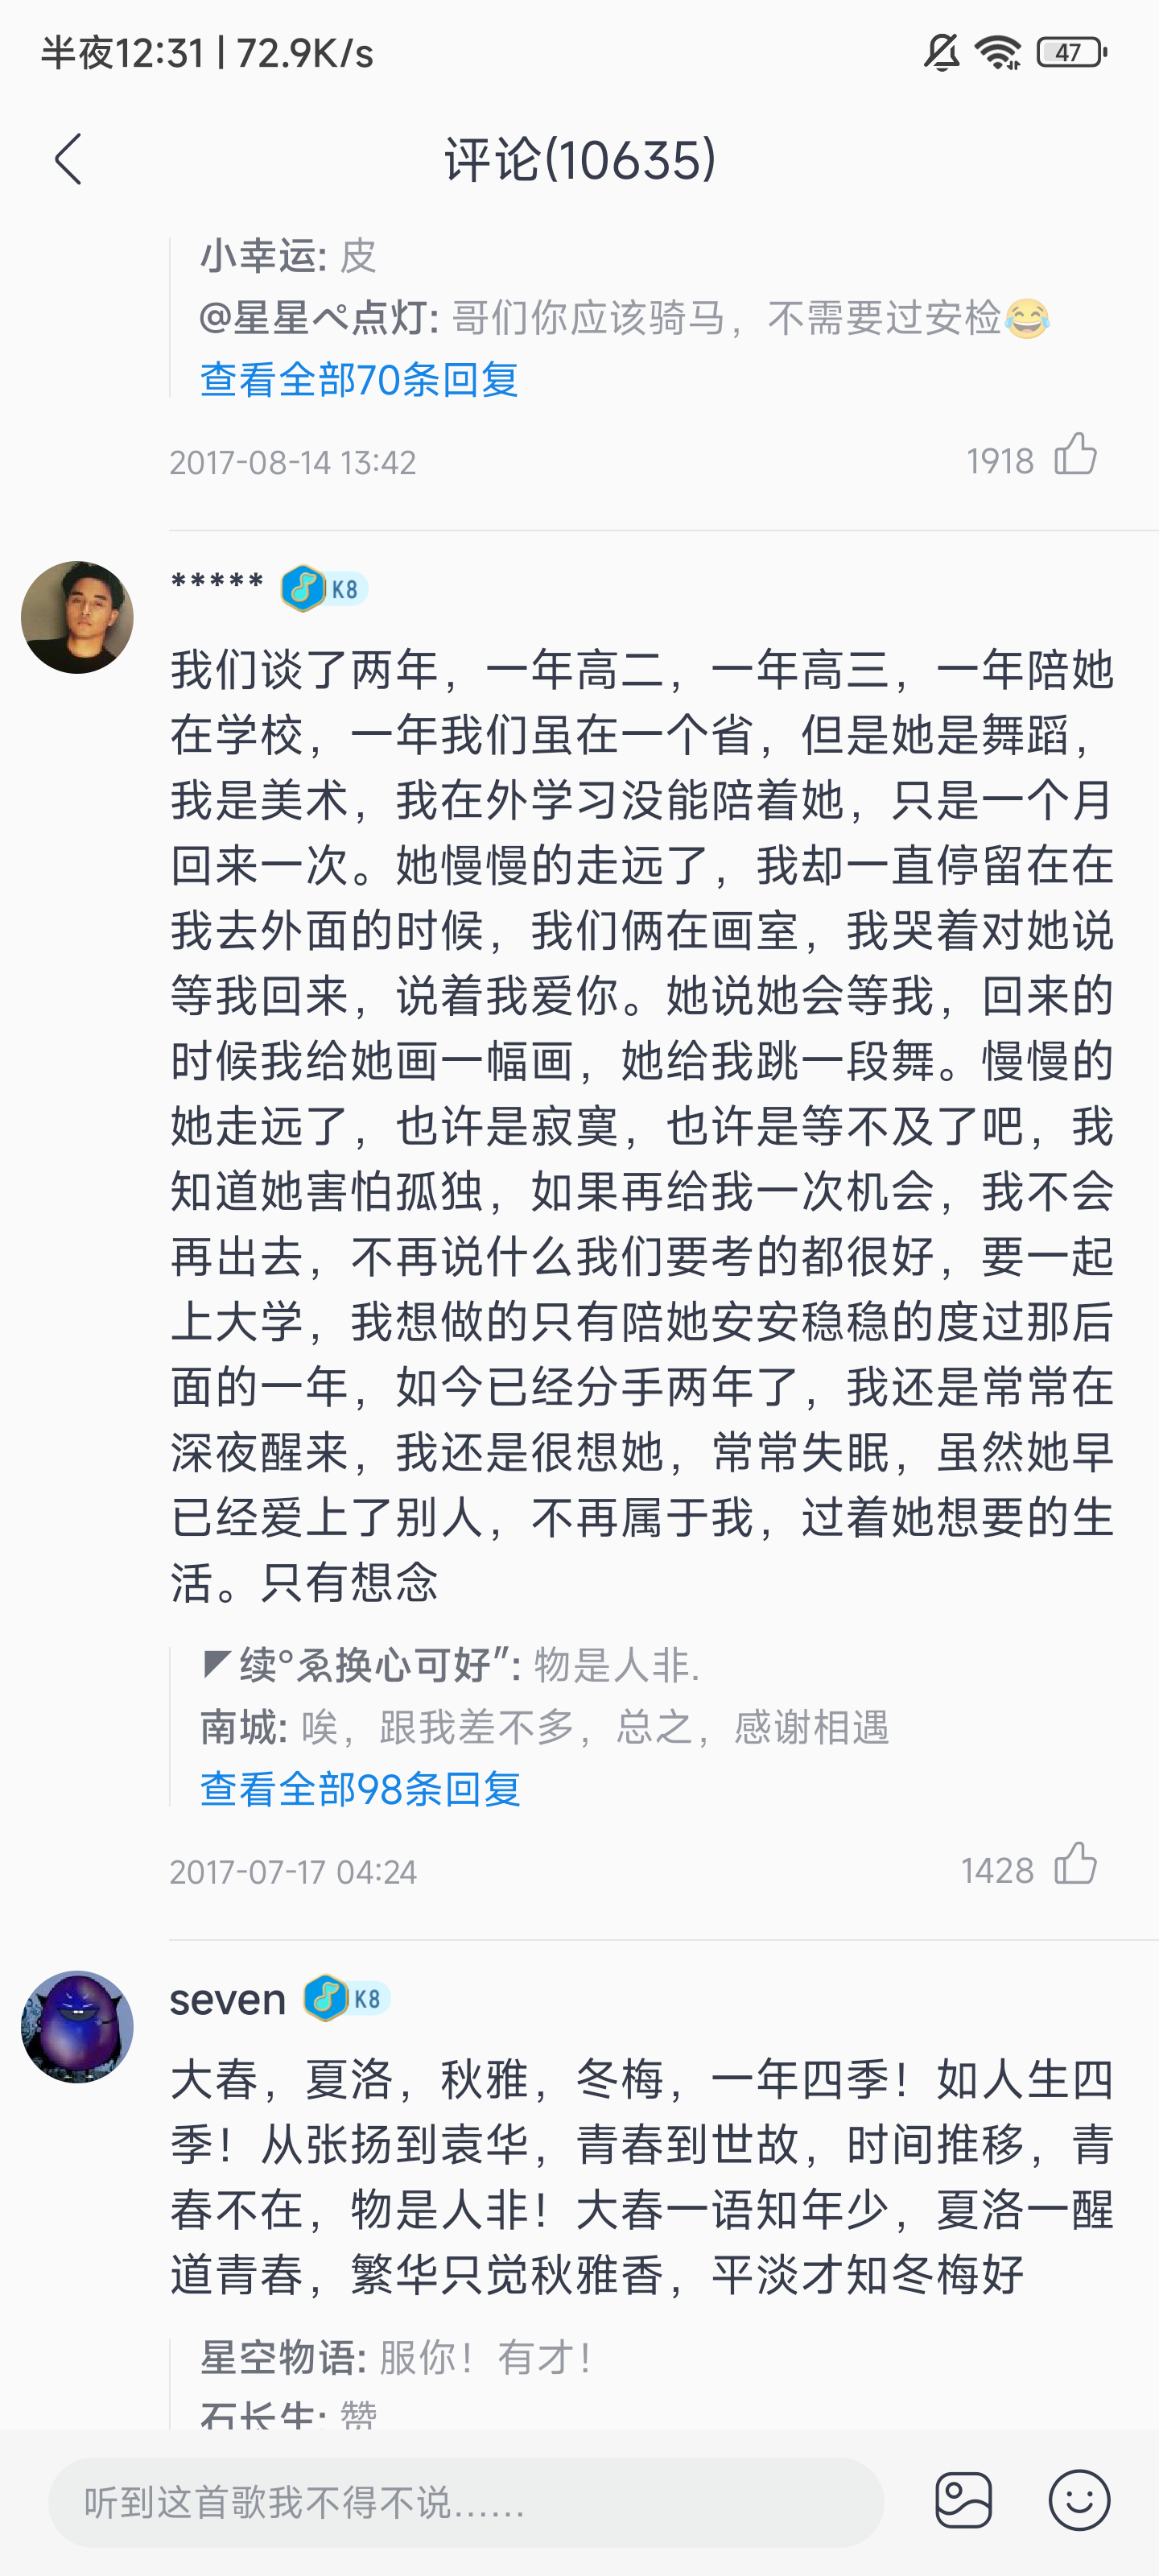 半夜12:31 | 72.9K/s
47
评论(10635)
小幸运: 皮
@星星ペ点灯: 哥们你应该骑马，不需要过安检😂
查看全部70条回复
2017-08-14 13:42
1918
***** K8
我们谈了两年，一年高二，一年高三，一年陪她
在学校，一年我们虽在一个省，但是她是舞蹈，
我是美术，我在外学习没能陪着她，只是一个月
回来一次。她慢慢的走远了，我却一直停留在在
我去外面的时候，我们俩在画室，我哭着对她说
等我回来，说着我爱你。她说她会等我，回来的
时候我给她画一幅画，她给我跳一段舞。慢慢的
她走远了，也许是寂寞，也许是等不及了吧，我
知道她害怕孤独，如果再给我一次机会，我不会
再出去，不再说什么我们要考的都很好，要一起
上大学，我想做的只有陪她安安稳稳的度过那后
面的一年，如今已经分手两年了，我还是常常在
深夜醒来，我还是很想她，常常失眠，虽然她早
已经爱上了别人，不再属于我，过着她想要的生
活。只有想念
◤续°ゑ换心可好″: 物是人非.
南城: 唉，跟我差不多，总之，感谢相遇
查看全部98条回复
2017-07-17 04:24
1428
seven K8
大春，夏洛，秋雅，冬梅，一年四季！如人生四
季！从张扬到袁华，青春到世故，时间推移，青
春不在，物是人非！大春一语知年少，夏洛一醒
道青春，繁华只觉秋雅香，平淡才知冬梅好
星空物语: 服你！有才！
石长生: 赞
听到这首歌我不得不说......